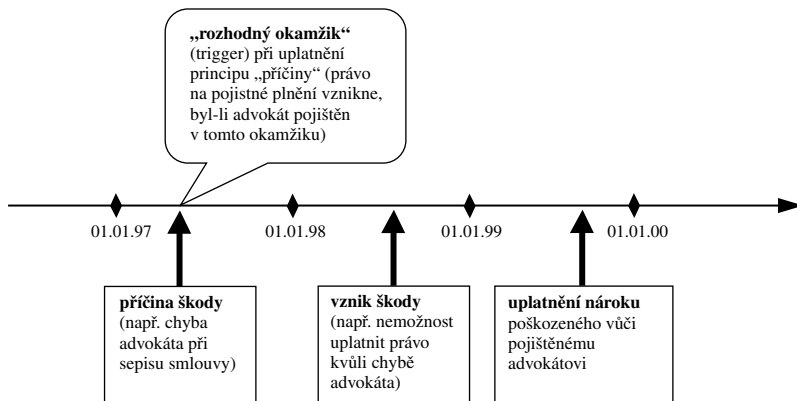 „rozhodný okamžik“
(trigger) při uplatnění
principu „příčiny“ (právo
na pojistné plnění vznikne,
byl-li advokát pojištěn
v tomto okamžiku)
01.01.97
01.01.98
01.01.99
01.01.00
příčina škody
(např. chyba
advokáta při
sepisu smlouvy)
vznik škody
(např. nemožnost
uplatnit právo
kvůli chybě
advokáta)
uplatnění nároku
poškozeného vůči
pojištěnému
advokátovi